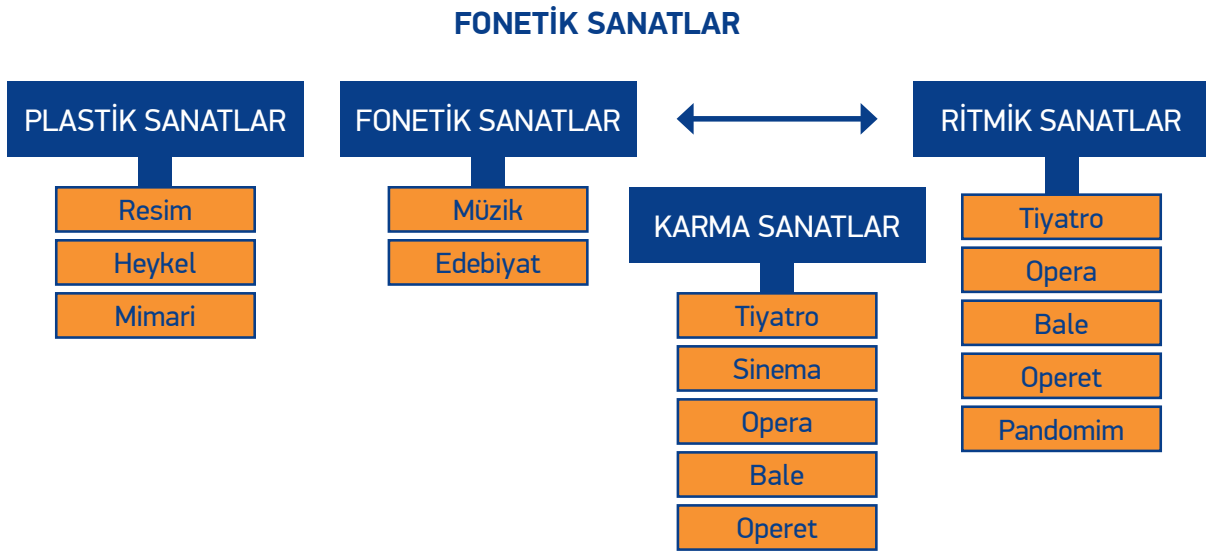 FONETİK SANATLAR
PLASTİK SANATLAR
Resim
Heykel
Mimari
FONETİK SANATLAR
Müzik
Edebiyat
KARMA SANATLAR
Tiyatro
Sinema
Opera
Bale
Operet
RİTMİK SANATLAR
Tiyatro
Opera
Bale
Operet
Pandomim